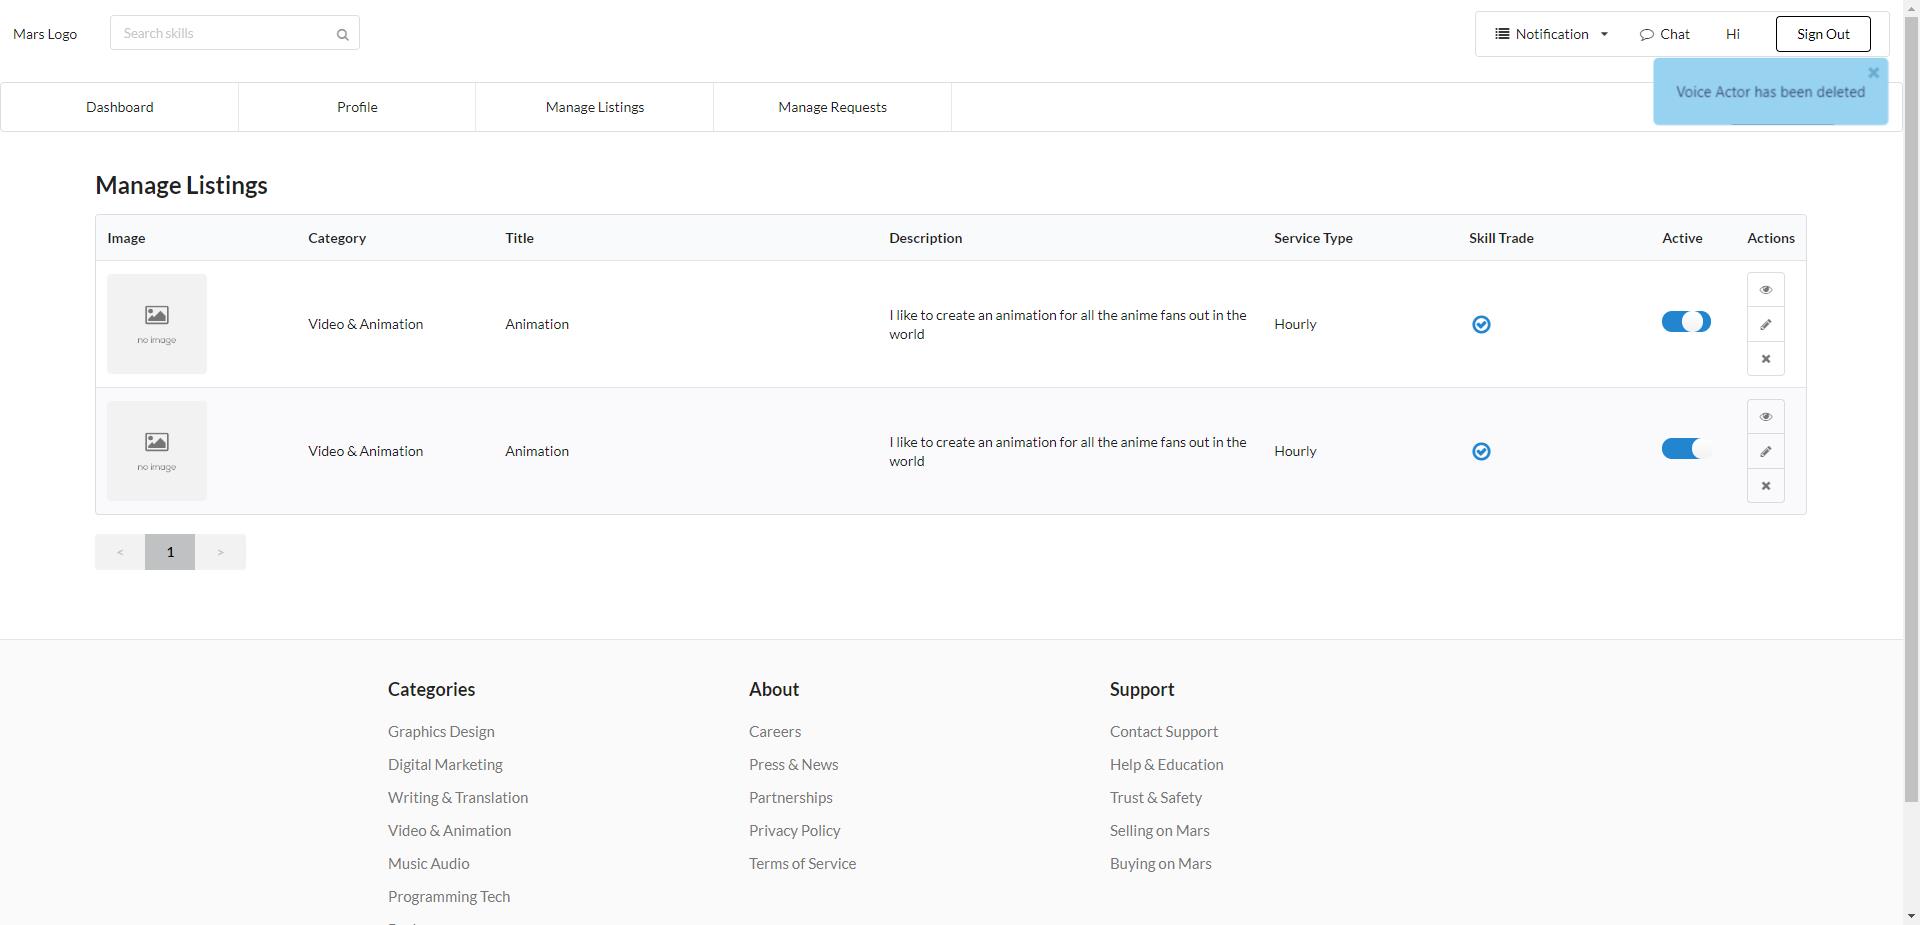 Mars Logo
Search skills
Notification
Chat
Hi
Sign Out
Voice Actor has been deleted
Dashboard
Profile
Manage Listings
Manage Requests
Manage Listings
Image Category Title Description Service Type Skill Trade Active Actions
no image
Video & Animation
Animation
I like to create an animation for all the anime fans out in the
world
Hourly
no image
Video & Animation
Animation
I like to create an animation for all the anime fans out in the
world
Hourly
< 1 >
Categories
Graphics Design
Digital Marketing
Writing & Translation
Video & Animation
Music Audio
Programming Tech
About
Careers
Press & News
Partnerships
Privacy Policy
Terms of Service
Support
Contact Support
Help & Education
Trust & Safety
Selling on Mars
Buying on Mars